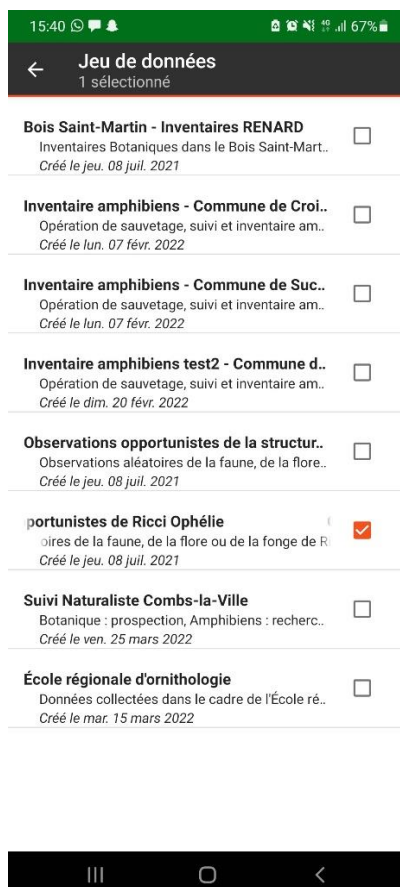 15:40 4G 67%
Jeu de données
1 sélectionné
Bois Saint-Martin - Inventaires RENARD
Inventaires Botaniques dans le Bois Saint-Mart..
Créé le jeu. 08 juil. 2021
Inventaire amphibiens - Commune de Croi..
Opération de sauvetage, suivi et inventaire am..
Créé le lun. 07 févr. 2022
Inventaire amphibiens - Commune de Suc..
Opération de sauvetage, suivi et inventaire am..
Créé le lun. 07 févr. 2022
Inventaire amphibiens test2 - Commune d..
Opération de sauvetage, suivi et inventaire am..
Créé le dim. 20 févr. 2022
Observations opportunistes de la structur..
Observations aléatoires de la faune, de la flore..
Créé le jeu. 08 juil. 2021
portunistes de Ricci Ophélie
oires de la faune, de la flore ou de la fonge de R
Créé le jeu. 08 juil. 2021
Suivi Naturaliste Combs-la-Ville
Botanique : prospection, Amphibiens : recherc..
Créé le ven. 25 mars 2022
École régionale d'ornithologie
Données collectées dans le cadre de l'École ré..
Créé le mar. 15 mars 2022